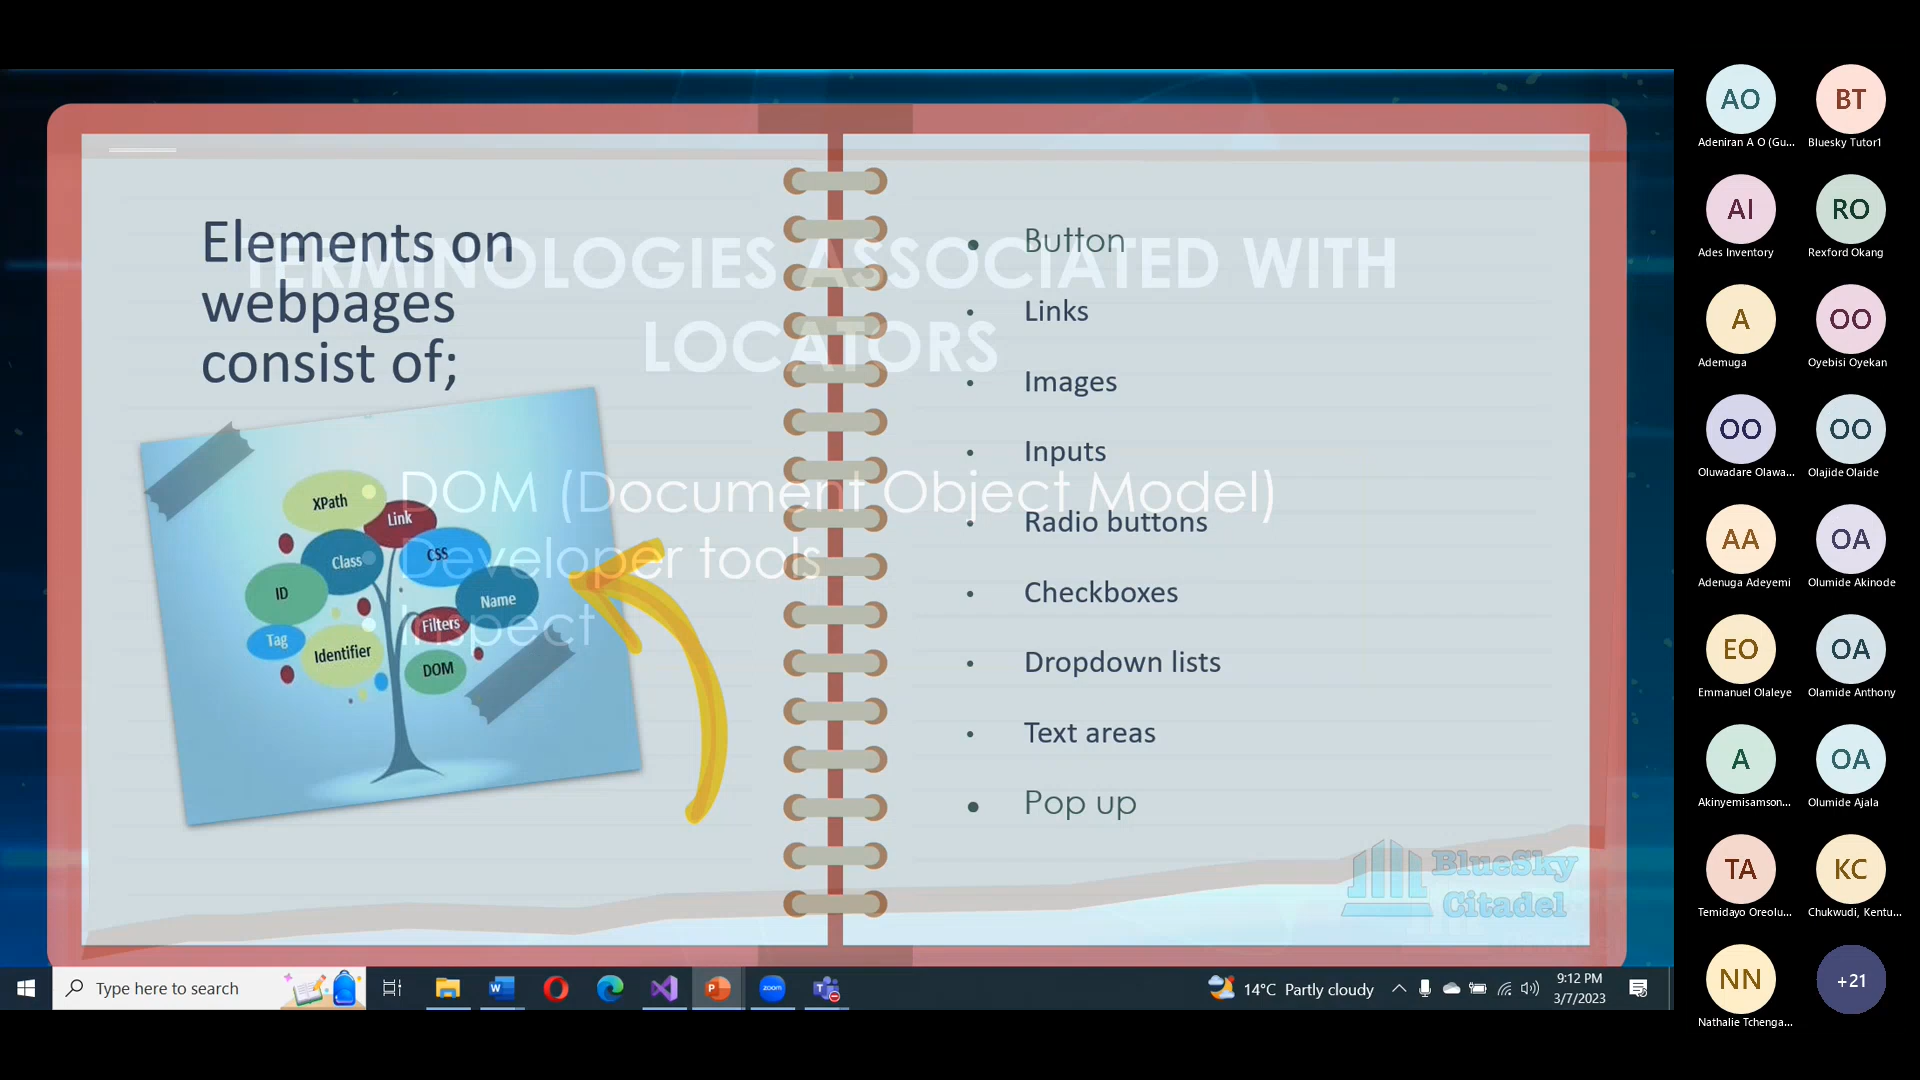 Elements on
webpages
consist of;
TERMINOLOGIES ASSOCIATED WITH
LOCATORS
DOM (Document Object Model)
Developer tools
Inspect
XPath
Link
Class
CSS
ID
Name
Tag
Filters
Identifier
DOM
Button
Links
Images
Inputs
Radio buttons
Checkboxes
Dropdown lists
Text areas
Pop up
BlueSky
Citadel
Type here to search
W
P
zoom
T
14°C Partly cloudy
9:12 PM
3/7/2023
AO
Adeniran A O (Gu...
BT
Bluesky Tutor1
AI
Ades Inventory
RO
Rexford Okang
A
Ademuga
OO
Oyebisi Oyekan
OO
Oluwadare Olawa...
OO
Olajide Olaide
AA
Adenuga Adeyemi
OA
Olumide Akinode
EO
Emmanuel Olaleye
OA
Olamide Anthony
A
Akinyemisamson...
OA
Olumide Ajala
TA
Temidayo Oreolu...
KC
Chukwudi, Kentu...
NN
Nathalie Tchenga...
+21